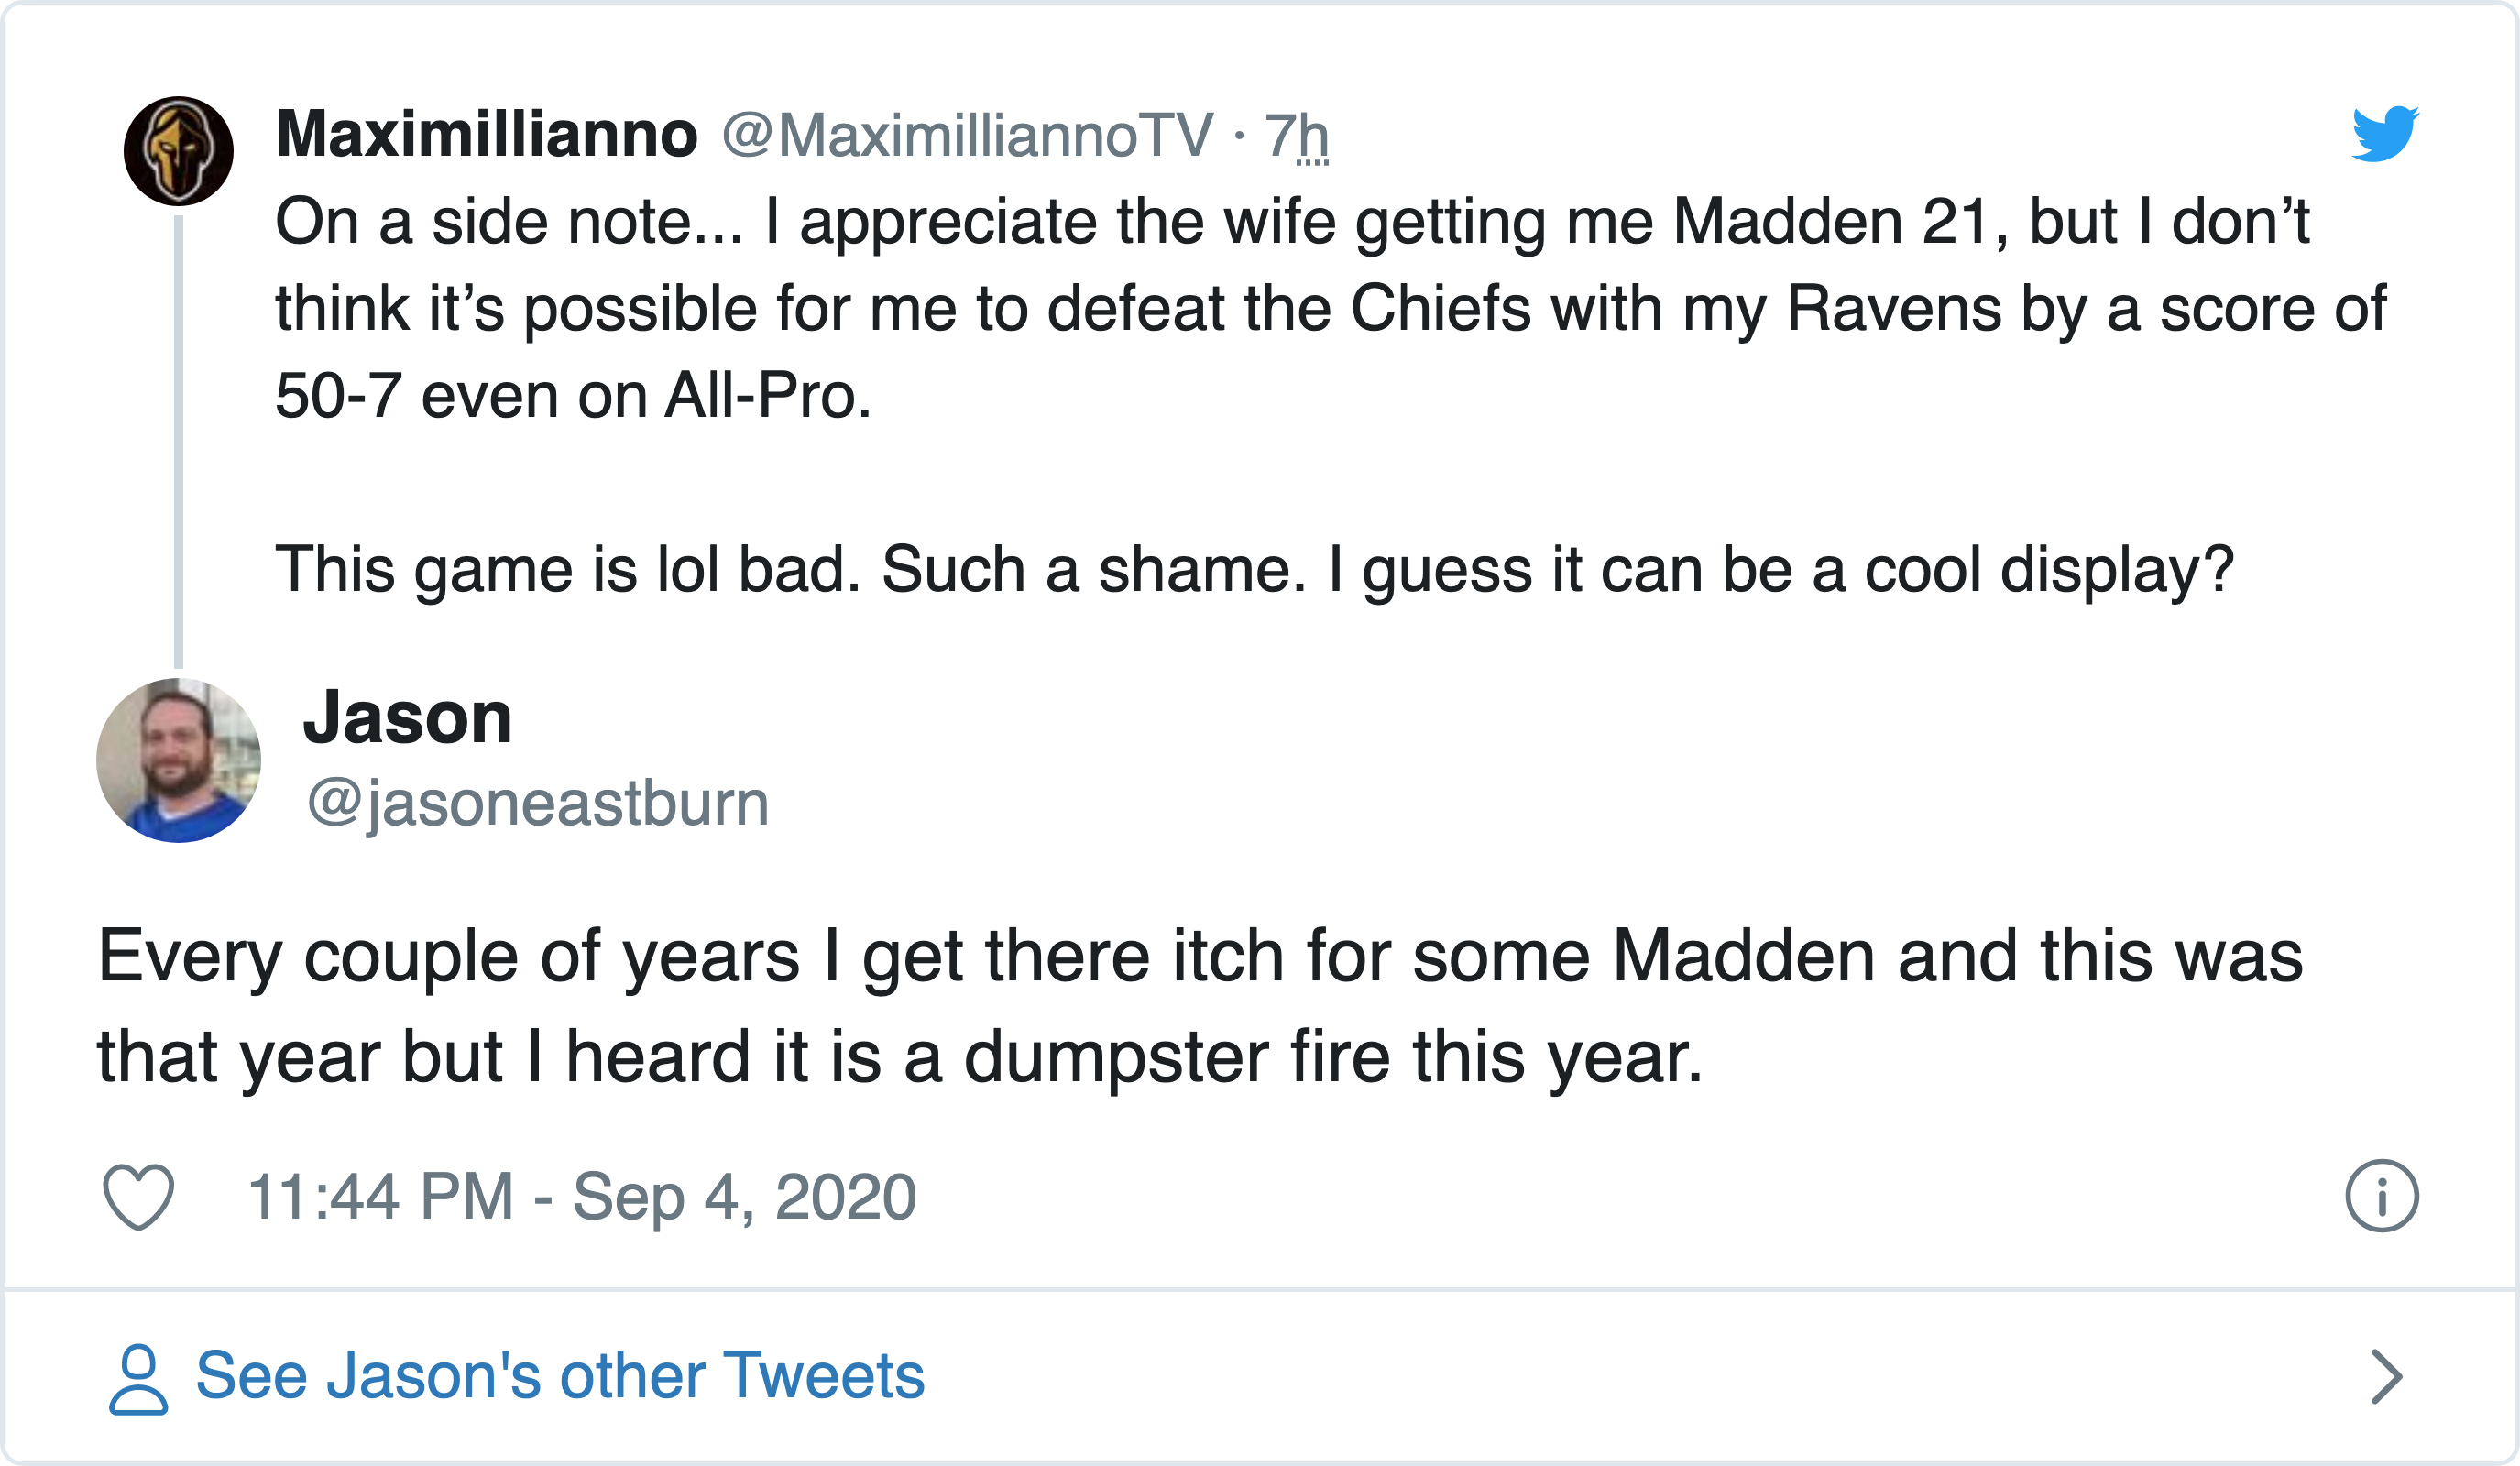 Maximillianno @MaximilliannoTV · 7h
On a side note... I appreciate the wife getting me Madden 21, but I don’t
think it’s possible for me to defeat the Chiefs with my Ravens by a score of
50-7 even on All-Pro.
This game is lol bad. Such a shame. I guess it can be a cool display?
Jason
@jasoneastburn
Every couple of years I get there itch for some Madden and this was
that year but I heard it is a dumpster fire this year.
11:44 PM - Sep 4, 2020
See Jason's other Tweets